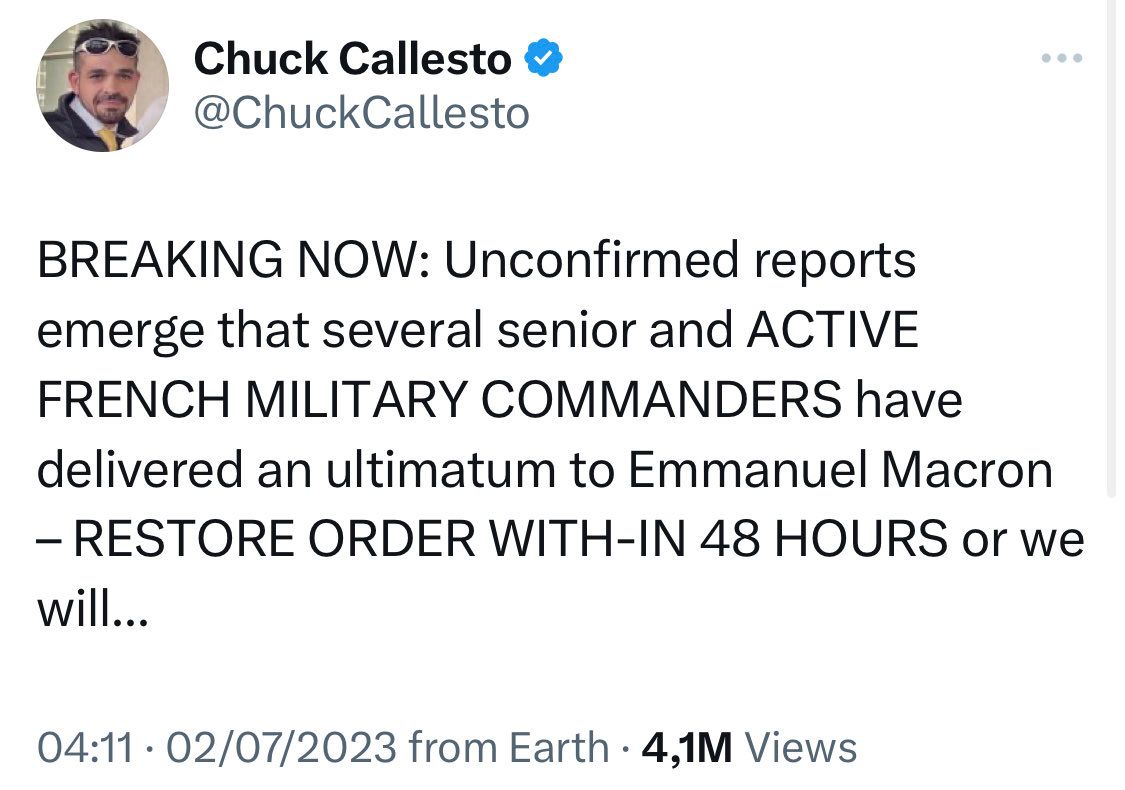 Chuck Callesto
@ChuckCallesto
BREAKING NOW: Unconfirmed reports
emerge that several senior and ACTIVE
FRENCH MILITARY COMMANDERS have
delivered an ultimatum to Emmanuel Macron
– RESTORE ORDER WITH-IN 48 HOURS or we
will...
04:11 · 02/07/2023 from Earth · 4,1M Views